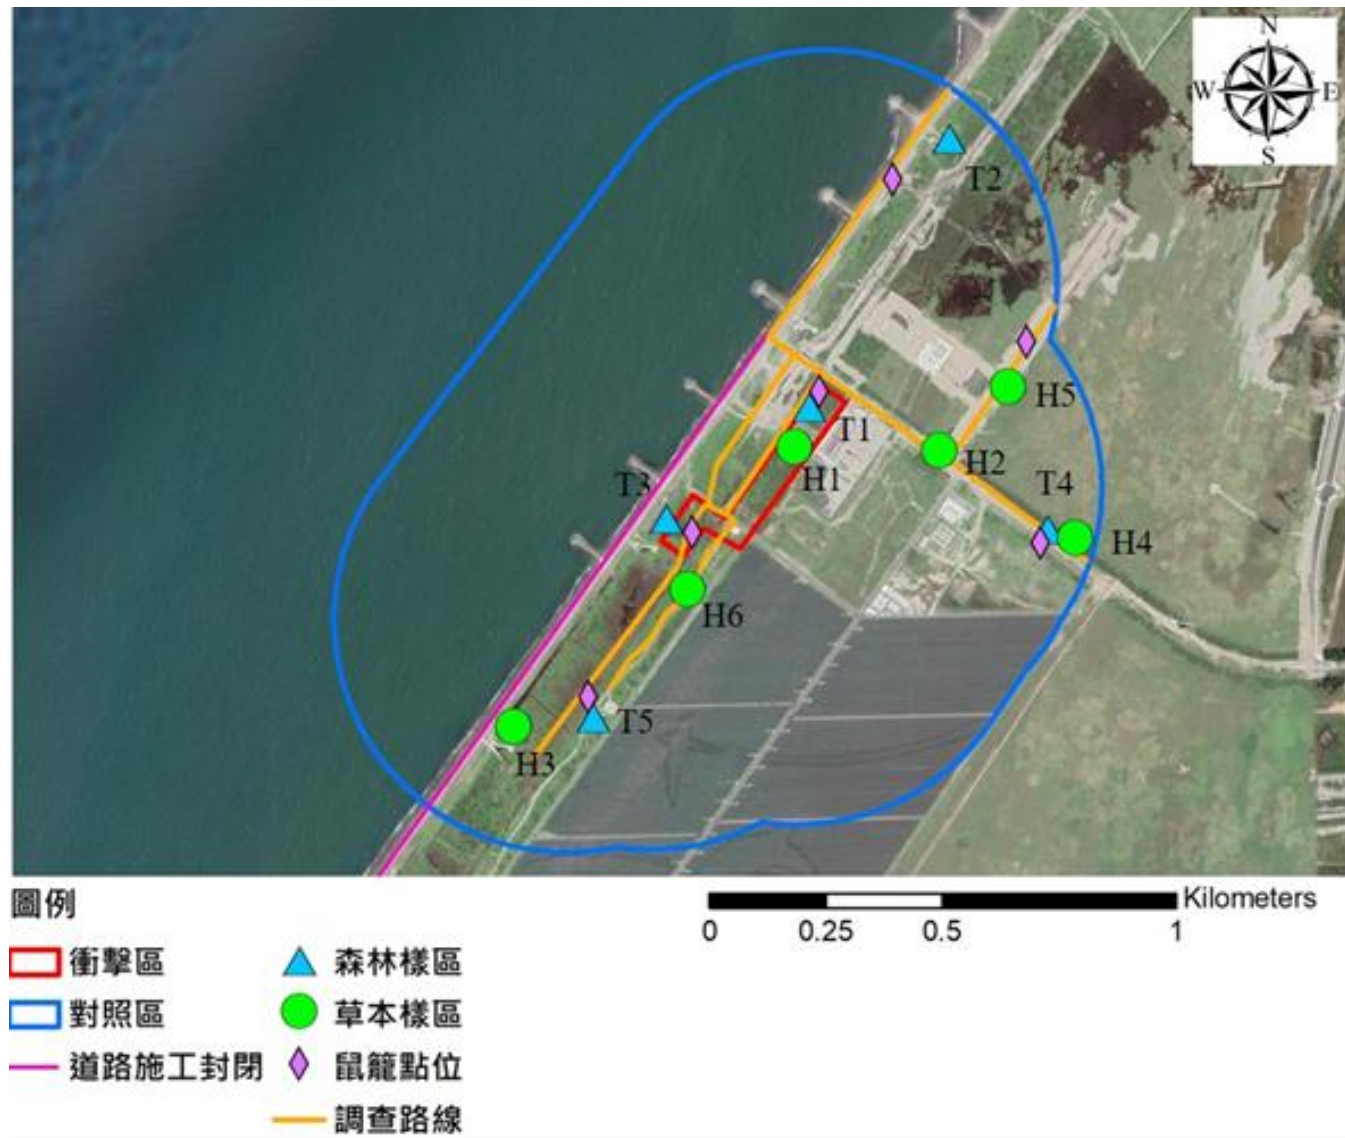 N
W E
S
T2
H5
T1
H2
H1
T3
T4
H4
H6
T5
H3
圖例
Kilometers
0 0.25 0.5 1
衝擊區 森林樣區
對照區 草本樣區
道路施工封閉 鼠籠點位
調查路線